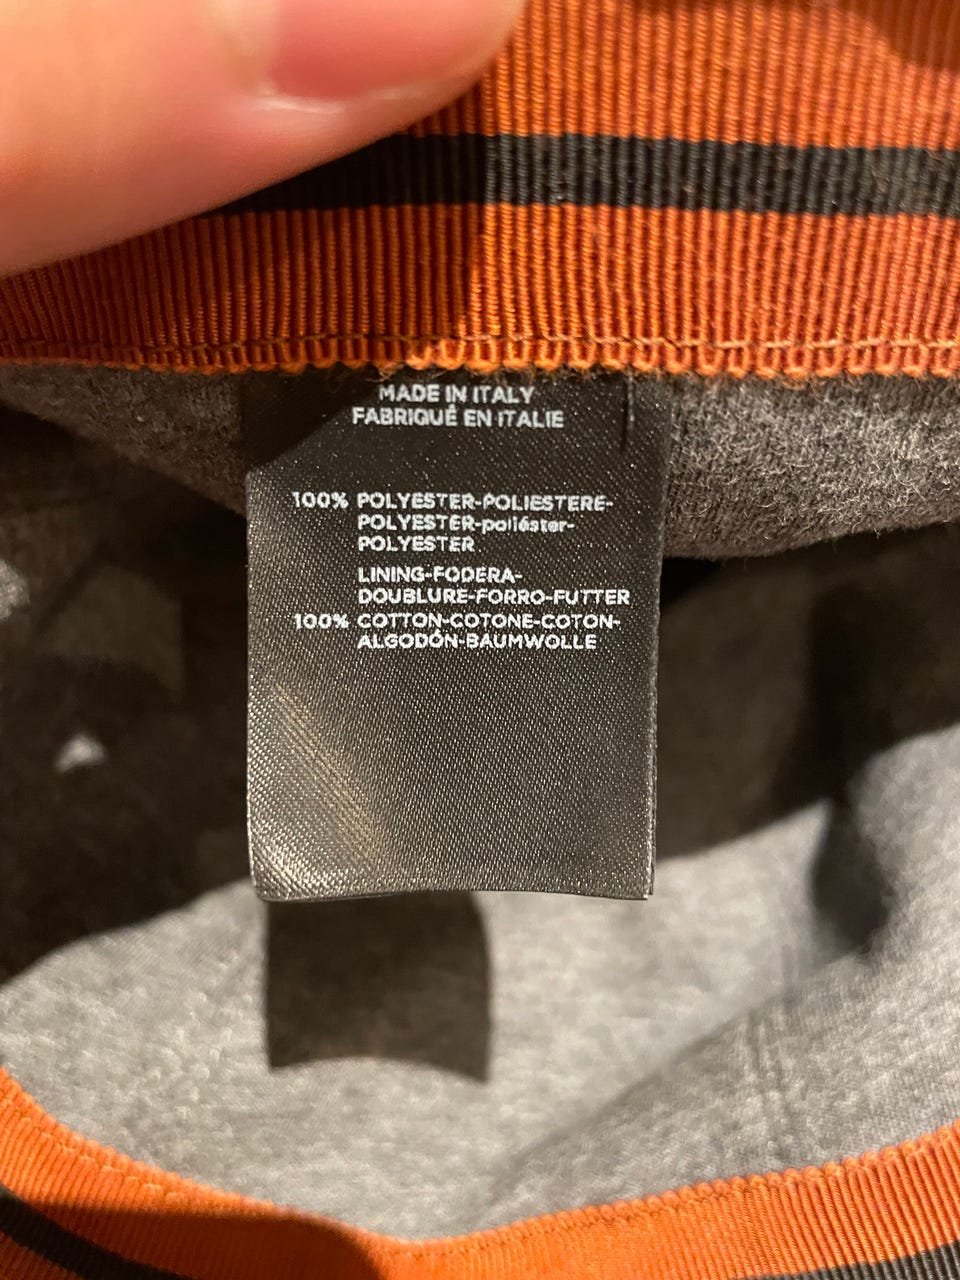 MADE IN ITALY
FABRIQUÉ EN ITALIE
100% POLYESTER-POLIESTERE-
POLYESTER-poliéster-
POLYESTER
LINING-FODERA-
DOUBLURE-FORRO-FUTTER
100% COTTON-COTONE-COTON-
ALGODÓN-BAUMWOLLE